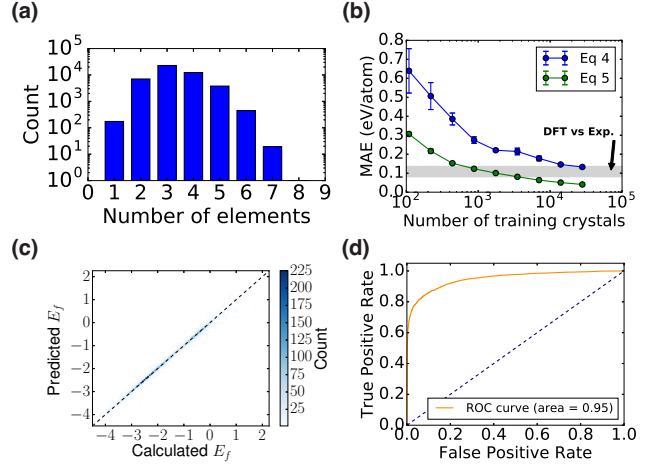 (a)
10^5
10^4
10^3
10^2
10^1
10^0
Count
0 1 2 3 4 5 6 7 8 9
Number of elements
(b)
0.8
0.7
0.6
0.5
0.4
0.3
0.2
0.1
0.0
MAE (eV/atom)
Eq 4
Eq 5
DFT vs Exp.
10^2 10^3 10^4 10^5
Number of training crystals
(c)
2
1
0
−1
−2
−3
−4
Predicted E_f
−4 −3 −2 −1 0 1 2
Calculated E_f
225
200
175
150
125
100
75
50
25
Count
(d)
1.0
0.8
0.6
0.4
0.2
0.0
True Positive Rate
ROC curve (area = 0.95)
0.0 0.2 0.4 0.6 0.8 1.0
False Positive Rate